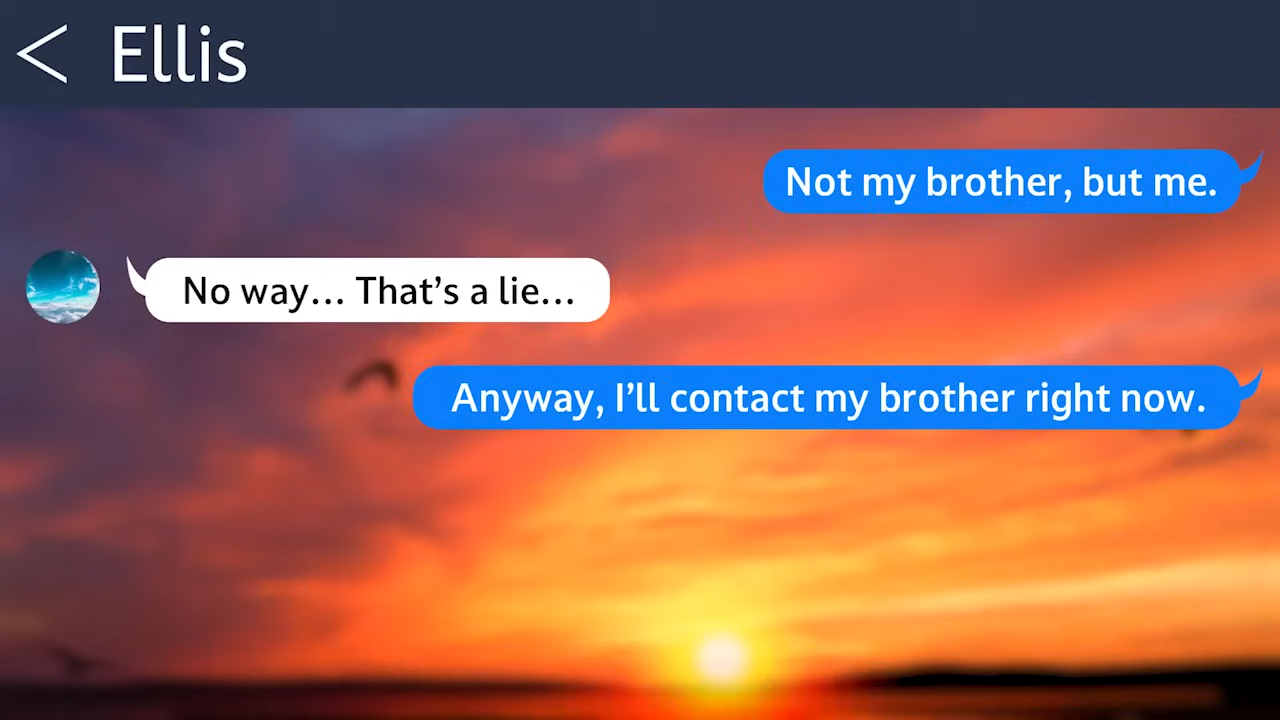 Ellis
Not my brother, but me.
No way... That’s a lie...
Anyway, I’ll contact my brother right now.